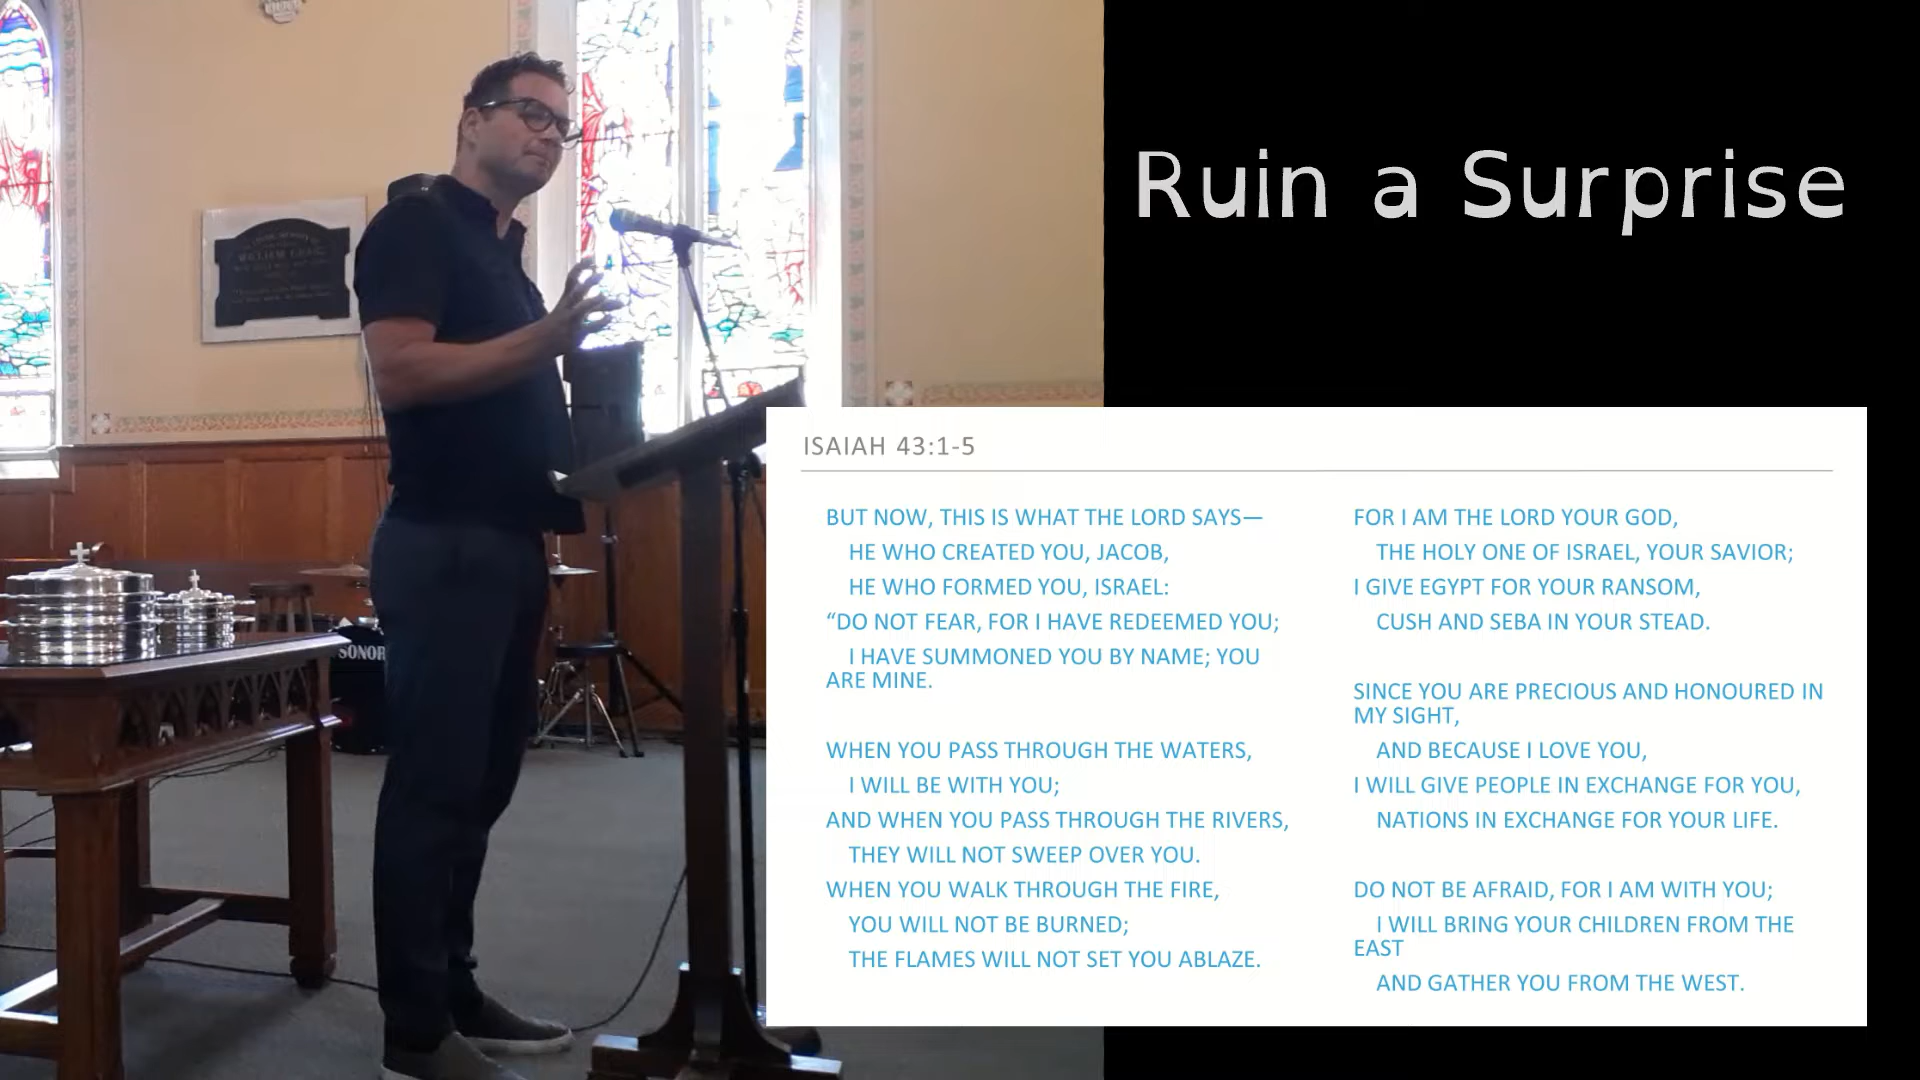 Ruin a Surprise
WILLIAM
SONOR
ISAIAH 43:1-5
BUT NOW, THIS IS WHAT THE LORD SAYS—
HE WHO CREATED YOU, JACOB,
HE WHO FORMED YOU, ISRAEL:
“DO NOT FEAR, FOR I HAVE REDEEMED YOU;
I HAVE SUMMONED YOU BY NAME; YOU
ARE MINE.
WHEN YOU PASS THROUGH THE WATERS,
I WILL BE WITH YOU;
AND WHEN YOU PASS THROUGH THE RIVERS,
THEY WILL NOT SWEEP OVER YOU.
WHEN YOU WALK THROUGH THE FIRE,
YOU WILL NOT BE BURNED;
THE FLAMES WILL NOT SET YOU ABLAZE.
FOR I AM THE LORD YOUR GOD,
THE HOLY ONE OF ISRAEL, YOUR SAVIOR;
I GIVE EGYPT FOR YOUR RANSOM,
CUSH AND SEBA IN YOUR STEAD.
SINCE YOU ARE PRECIOUS AND HONOURED IN
MY SIGHT,
AND BECAUSE I LOVE YOU,
I WILL GIVE PEOPLE IN EXCHANGE FOR YOU,
NATIONS IN EXCHANGE FOR YOUR LIFE.
DO NOT BE AFRAID, FOR I AM WITH YOU;
I WILL BRING YOUR CHILDREN FROM THE
EAST
AND GATHER YOU FROM THE WEST.